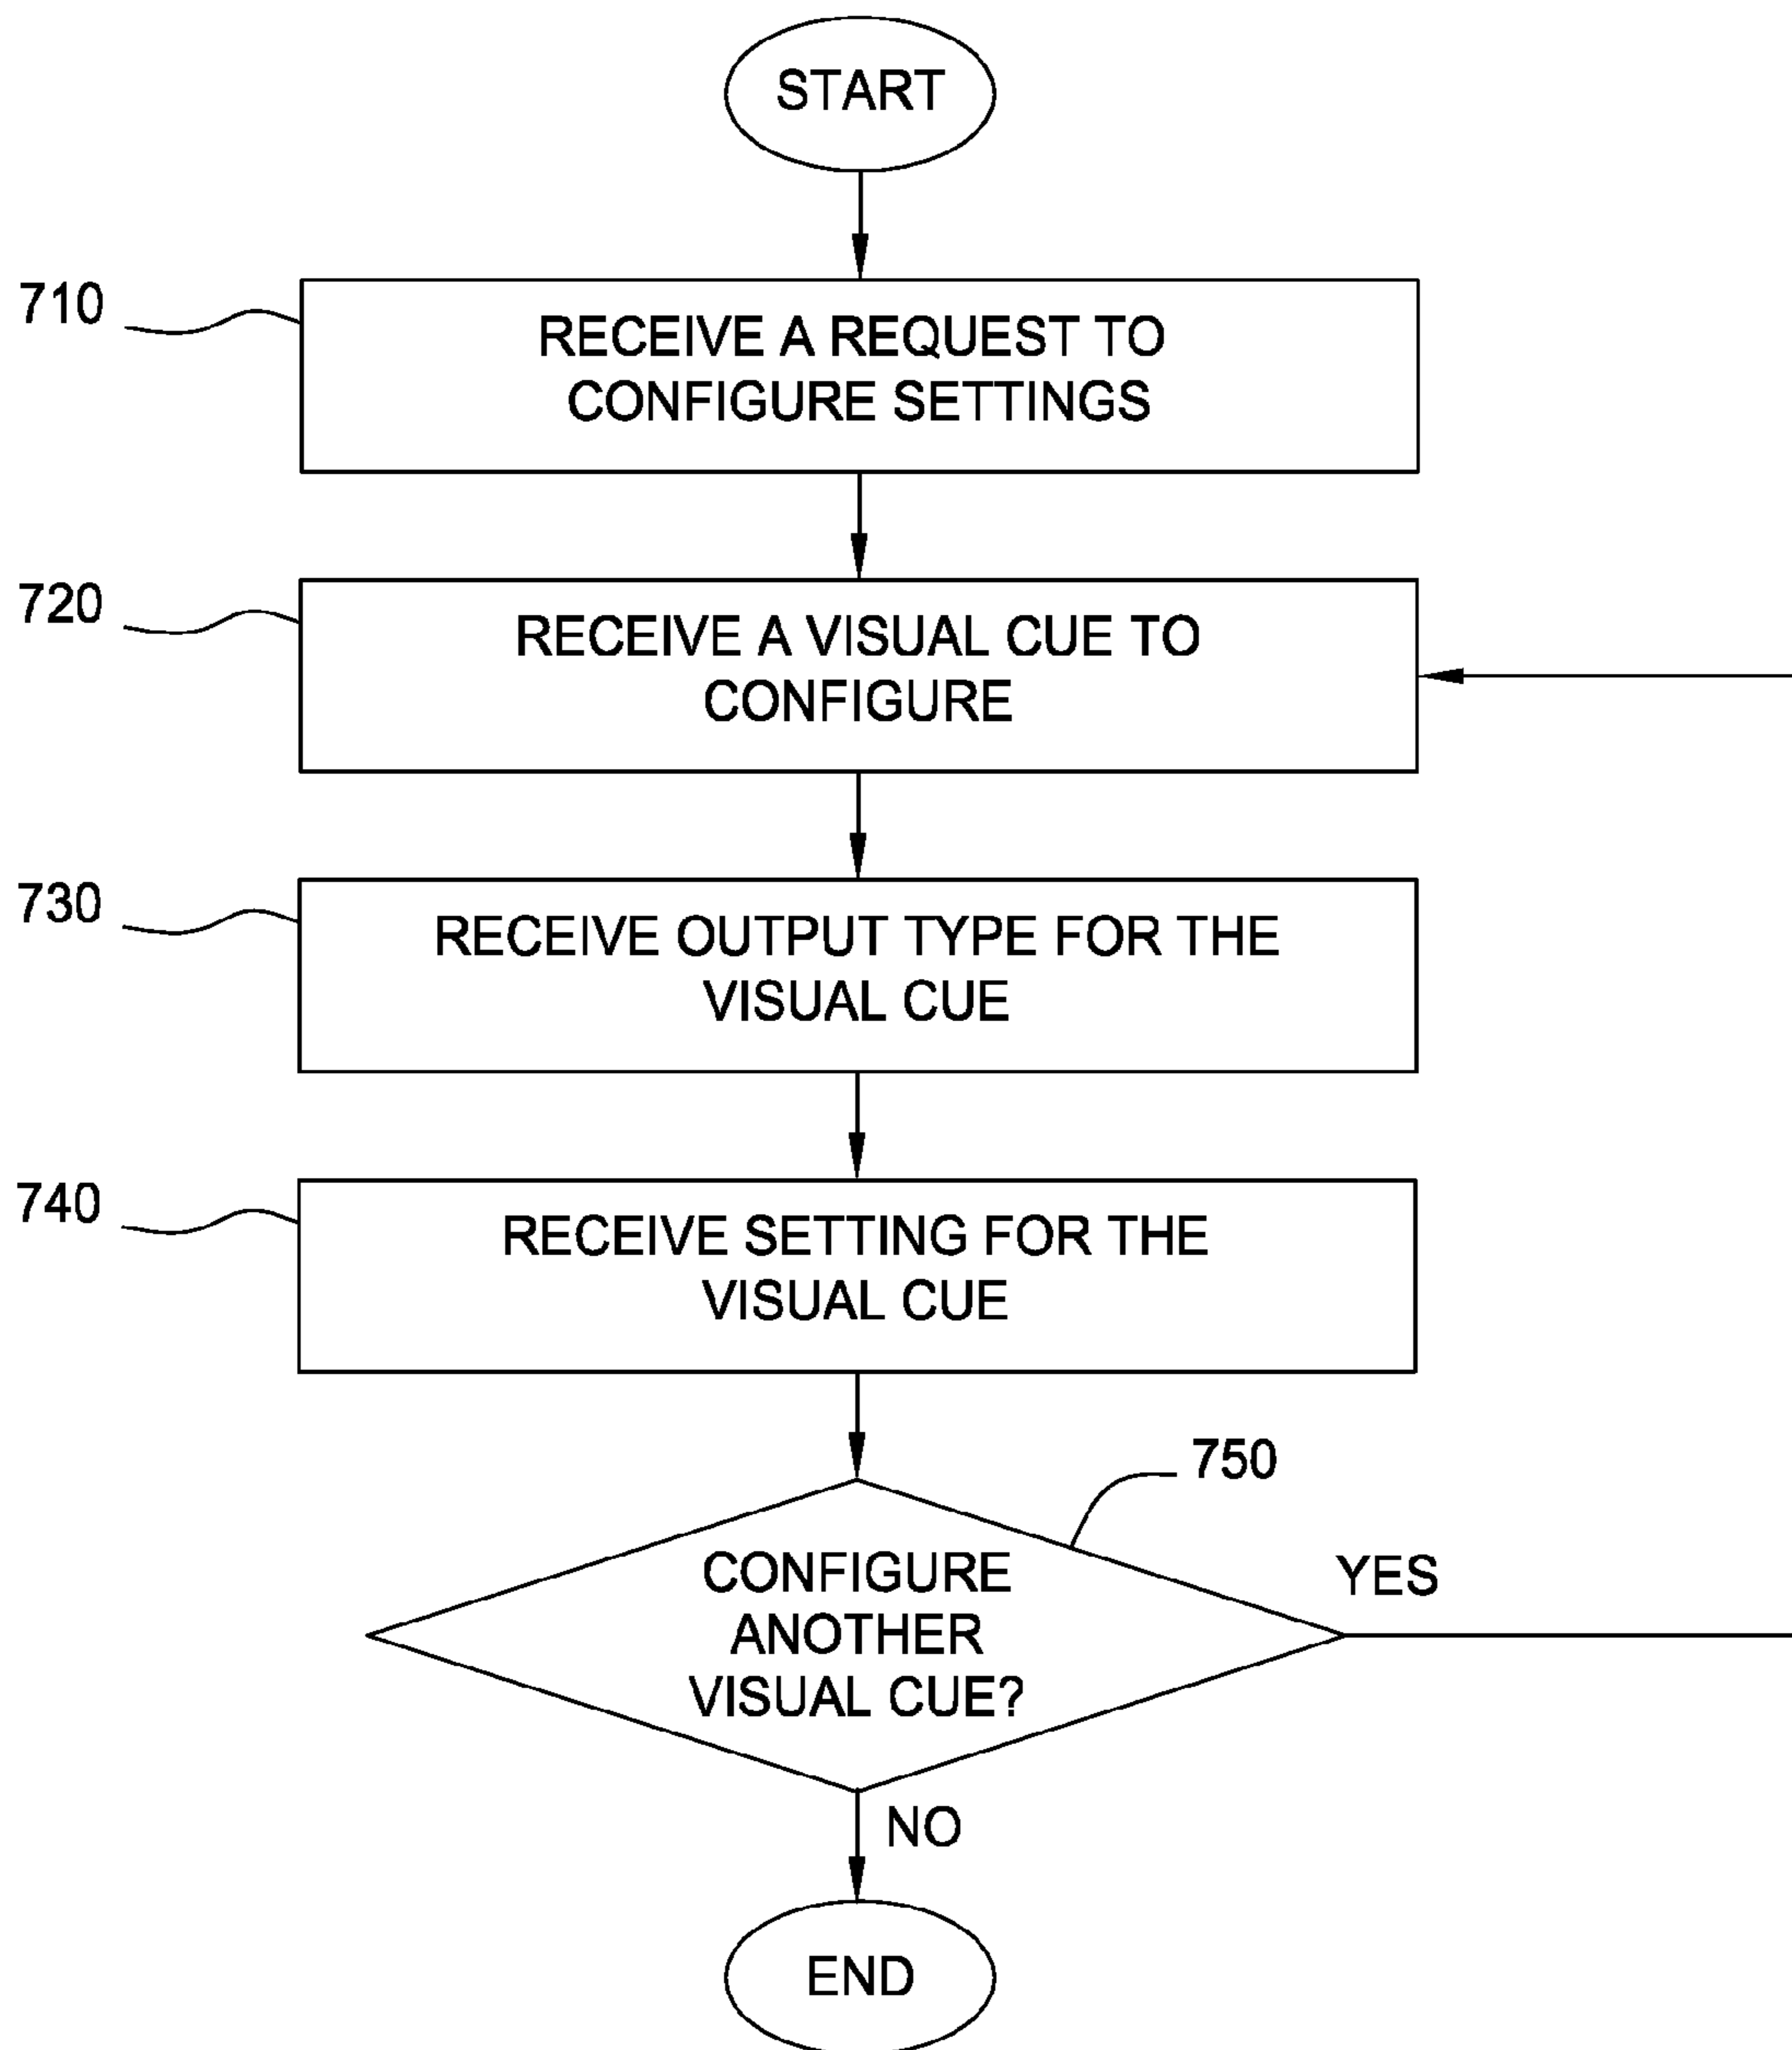 START
710
RECEIVE A REQUEST TO
CONFIGURE SETTINGS
720
RECEIVE A VISUAL CUE TO
CONFIGURE
730
RECEIVE OUTPUT TYPE FOR THE
VISUAL CUE
740
RECEIVE SETTING FOR THE
VISUAL CUE
750
CONFIGURE
ANOTHER
VISUAL CUE?
YES
NO
END